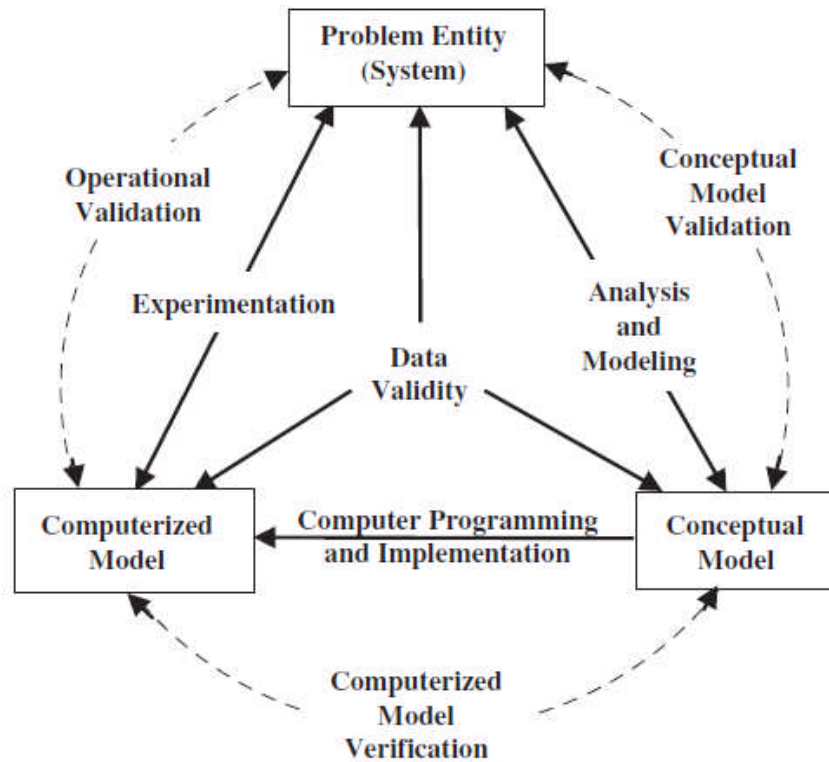 Problem Entity
(System)
Operational
Validation
Conceptual
Model
Validation
Experimentation
Analysis
and
Modeling
Data
Validity
Computerized
Model
Computer Programming
and Implementation
Conceptual
Model
Computerized
Model
Verification